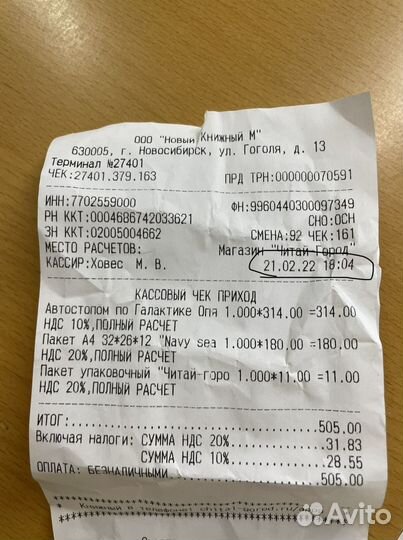 ООО "Новый Книжный М"
630005, г. Новосибирск, ул. Гоголя, д. 13
Терминал №27401
ЧЕК:27401.379.163 ПРД ТРН:000000070591
ИНН:7702559000 ФН:9960440300097349
РН ККТ:0004686742033621 СНО:ОСН
ЗН ККТ:02005004662 СМЕНА:92 ЧЕК:161
МЕСТО РАСЧЕТОВ: Магазин "Читай-Город"
КАССИР:Ховес М. В. 21.02.22 18:04
КАССОВЫЙ ЧЕК ПРИХОД
Автостопом по Галактике Опя 1.000*314.00 =314.00
НДС 10%,ПОЛНЫЙ РАСЧЕТ
Пакет А4 32*26*12 "Navy sea 1.000*180.00 =180.00
НДС 20%,ПОЛНЫЙ РАСЧЕТ
Пакет упаковочный "Читай-горо 1.000*11.00 =11.00
НДС 20%,ПОЛНЫЙ РАСЧЕТ
ИТОГ: 505.00
Включая налоги: СУММА НДС 20% 31.83
СУММА НДС 10% 28.55
ОПЛАТА: БЕЗНАЛИЧНЫМИ 505.00
Книжный в телефоне!
Avito